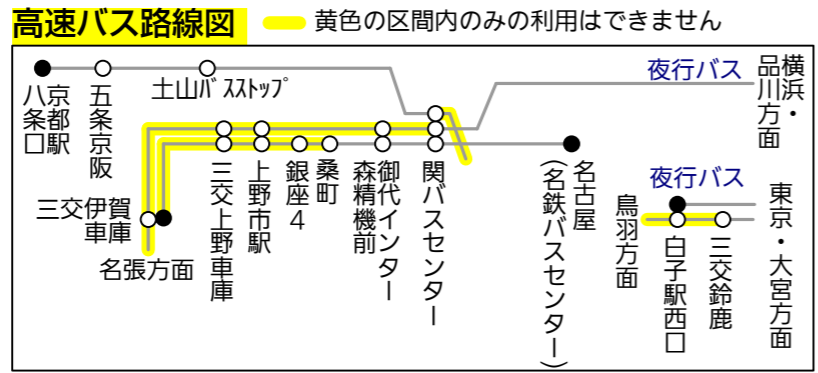 高速バス路線図
黄色の区間内のみの利用はできません
夜行バス
横浜・
品川方面
京都駅
八条口
五条京阪
土山ﾊﾞｽｽﾄｯﾌﾟ
三交伊賀
車庫
名張方面
三交上野車庫
上野市駅
銀座4
桑町
御代インター
森精機前
関バスセンター
名古屋
(名鉄バスセンター)
夜行バス
鳥羽方面
白子駅西口
三交鈴鹿
東京・大宮方面